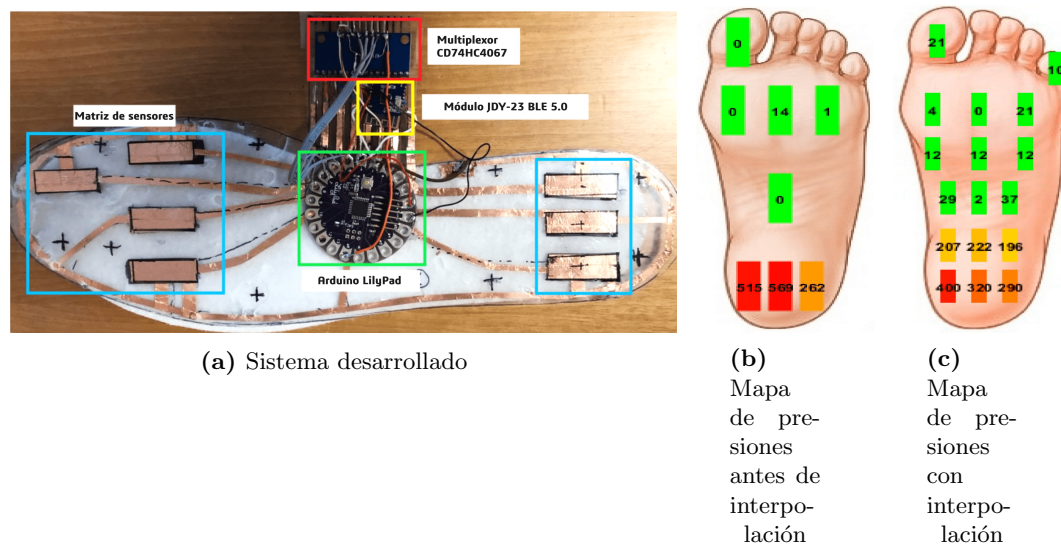 Multiplexor
CD74HC4067
Módulo JDY-23 BLE 5.0
Matriz de sensores
Arduino LilyPad
(a) Sistema desarrollado
0
0 14 1
0
515 569 262
(b)
Mapa
de pre-
siones
antes de
interpo-
lación
21
10
4 0 21
12 12 12
29 2 37
207 222 196
400 320 290
(c)
Mapa
de pre-
siones
con
interpo-
lación